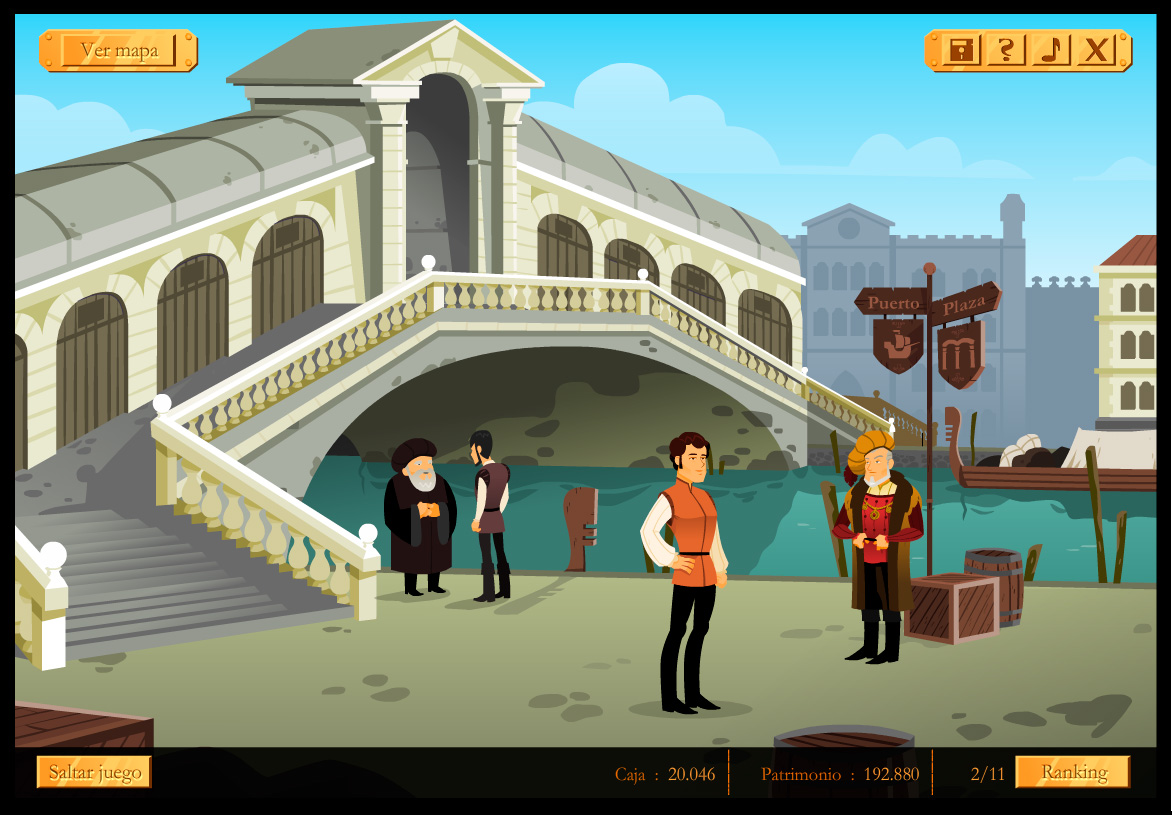 Ver mapa
?
X
Puerto
Plaza
Saltar juego
Caja : 20.046
Patrimonio : 192.880
2/11
Ranking